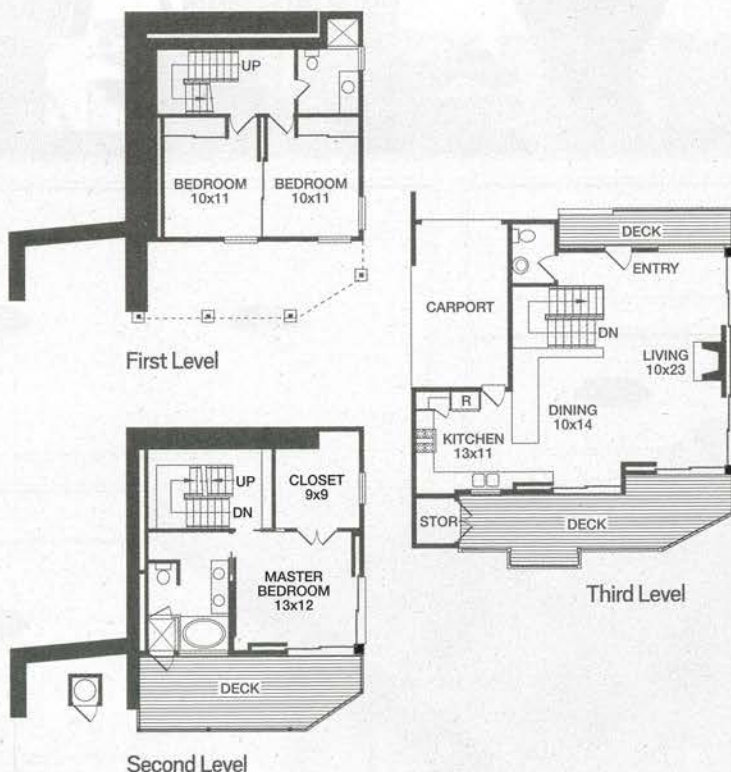 UP
BEDROOM
10x11
BEDROOM
10x11
First Level
UP
DN
CLOSET
9x9
MASTER
BEDROOM
13x12
DECK
Second Level
DECK
ENTRY
CARPORT
DN
LIVING
10x23
R
DINING
10x14
KITCHEN
13x11
STOR
DECK
Third Level